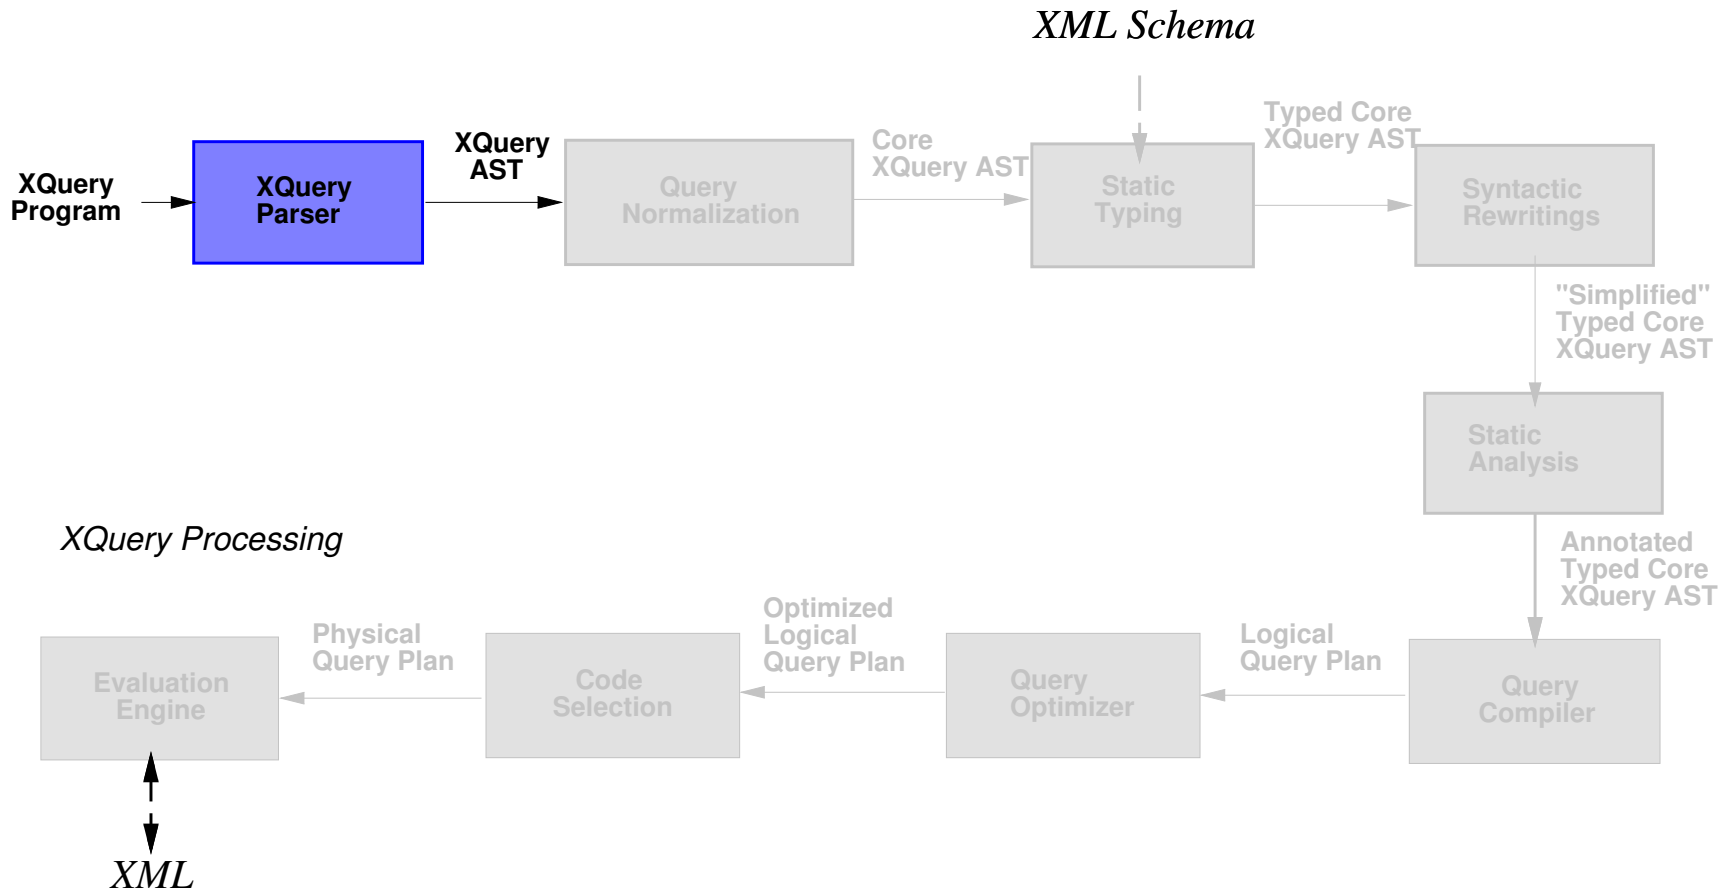 XML Schema
XQuery
Program
XQuery
Parser
XQuery
AST
Query
Normalization
Core
XQuery AST
Static
Typing
Typed Core
XQuery AST
Syntactic
Rewritings
"Simplified"
Typed Core
XQuery AST
Static
Analysis
XQuery Processing
Annotated
Typed Core
XQuery AST
Query
Compiler
Logical
Query Plan
Query
Optimizer
Optimized
Logical
Query Plan
Code
Selection
Physical
Query Plan
Evaluation
Engine
XML